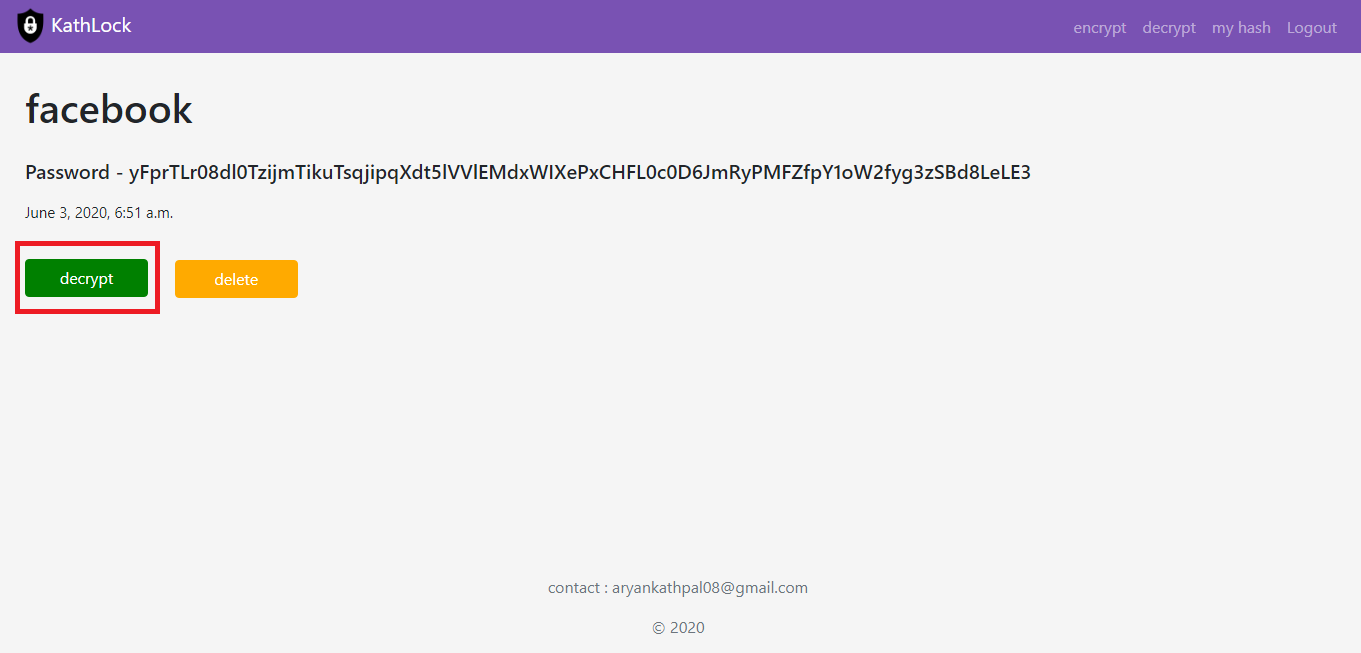 KathLock
encrypt decrypt my hash Logout
facebook
Password - yFprTLr08dl0TzijmTikuTsqJipqXdt5lVVlEMdxWIXePxCHFL0c0D6JmRyPMFZfpY1oW2fyg3zSBd8LeLE3
June 3, 2020, 6:51 a.m.
decrypt delete
contact : aryankathpal08@gmail.com
© 2020